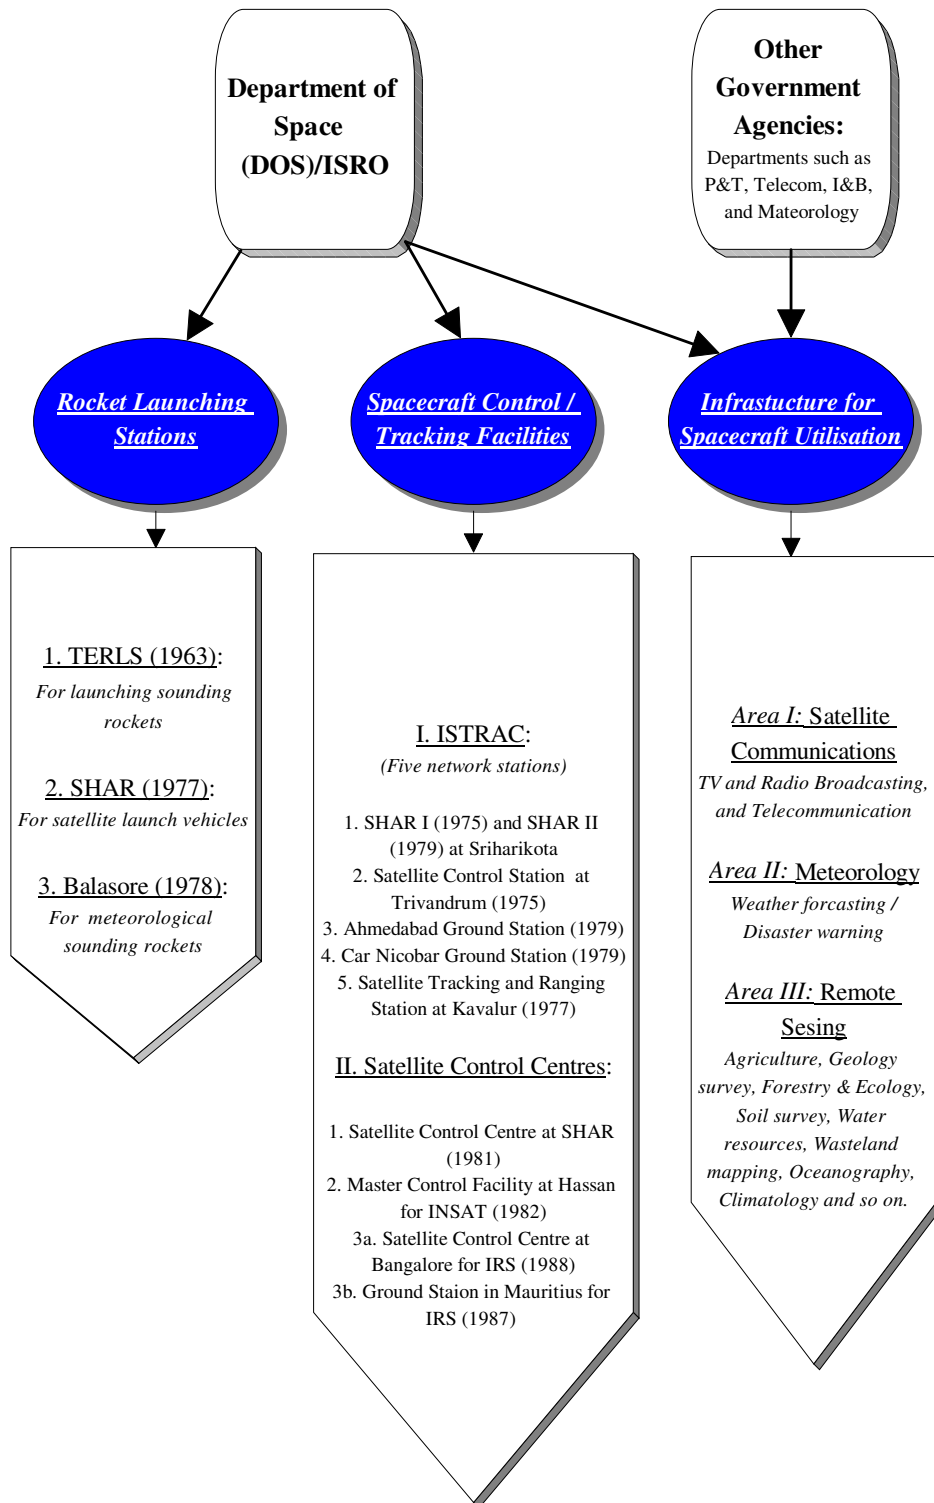 Department of
Space
(DOS)/ISRO
Other
Government
Agencies:
Departments such as
P&T, Telecom, I&B,
and Mateorology
Rocket Launching
Stations
Spacecraft Control /
Tracking Facilities
Infrastucture for
Spacecraft Utilisation
1. TERLS (1963):
For launching sounding
rockets
2. SHAR (1977):
For satellite launch vehicles
3. Balasore (1978):
For meteorological
sounding rockets
I. ISTRAC:
(Five network stations)
1. SHAR I (1975) and SHAR II
(1979) at Sriharikota
2. Satellite Control Station at
Trivandrum (1975)
3. Ahmedabad Ground Station (1979)
4. Car Nicobar Ground Station (1979)
5. Satellite Tracking and Ranging
Station at Kavalur (1977)
II. Satellite Control Centres:
1. Satellite Control Centre at SHAR
(1981)
2. Master Control Facility at Hassan
for INSAT (1982)
3a. Satellite Control Centre at
Bangalore for IRS (1988)
3b. Ground Staion in Mauritius for
IRS (1987)
Area I: Satellite
Communications
TV and Radio Broadcasting,
and Telecommunication
Area II: Meteorology
Weather forcasting /
Disaster warning
Area III: Remote
Sesing
Agriculture, Geology
survey, Forestry & Ecology,
Soil survey, Water
resources, Wasteland
mapping, Oceanography,
Climatology and so on.